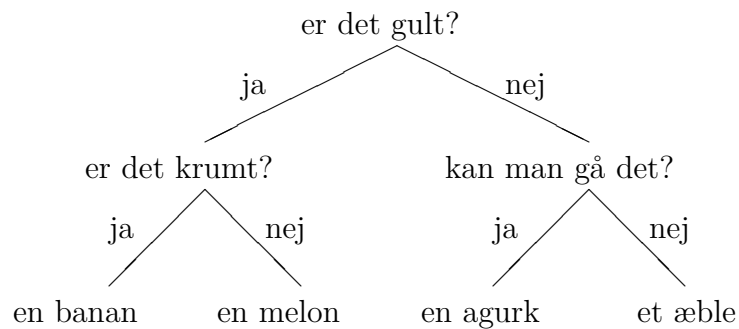 er det gult?
ja nej
er det krumt? kan man gå det?
ja nej ja nej
en banan en melon en agurk et æble